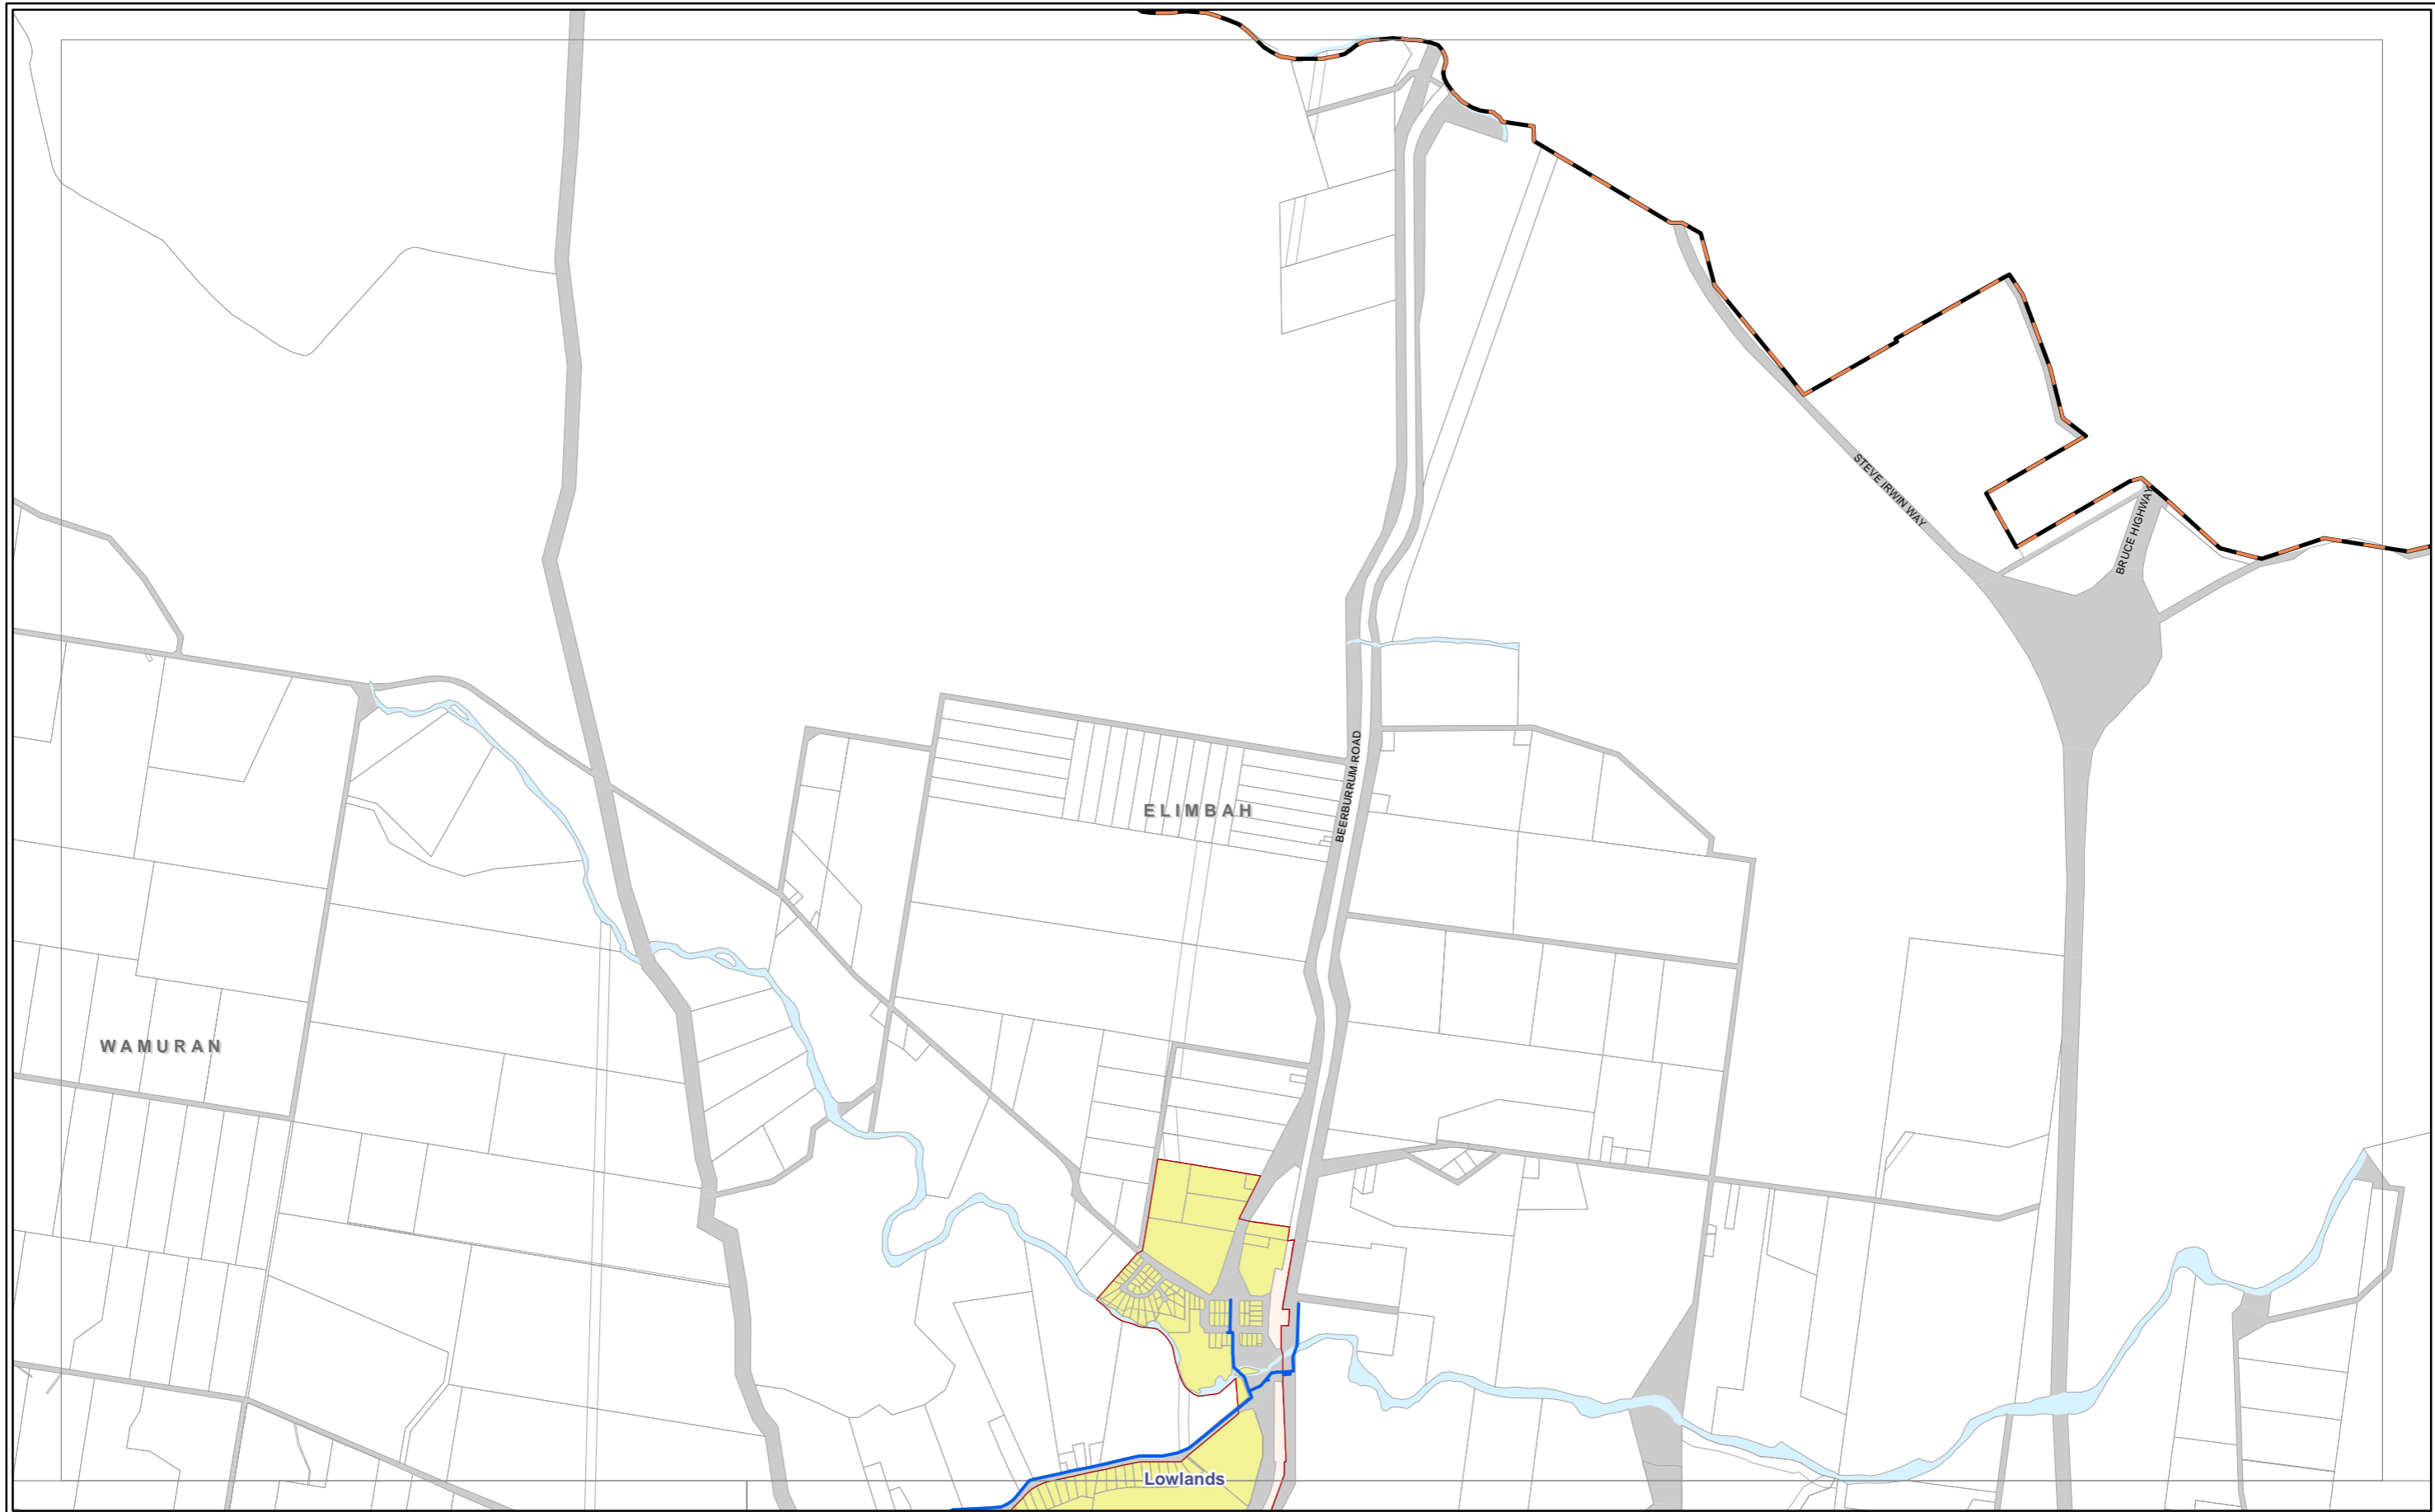 STEVE IRWIN WAY
BRUCE HIGHWAY
BEERBURRUM ROAD
ELIMBAH
WAMURAN
Lowlands